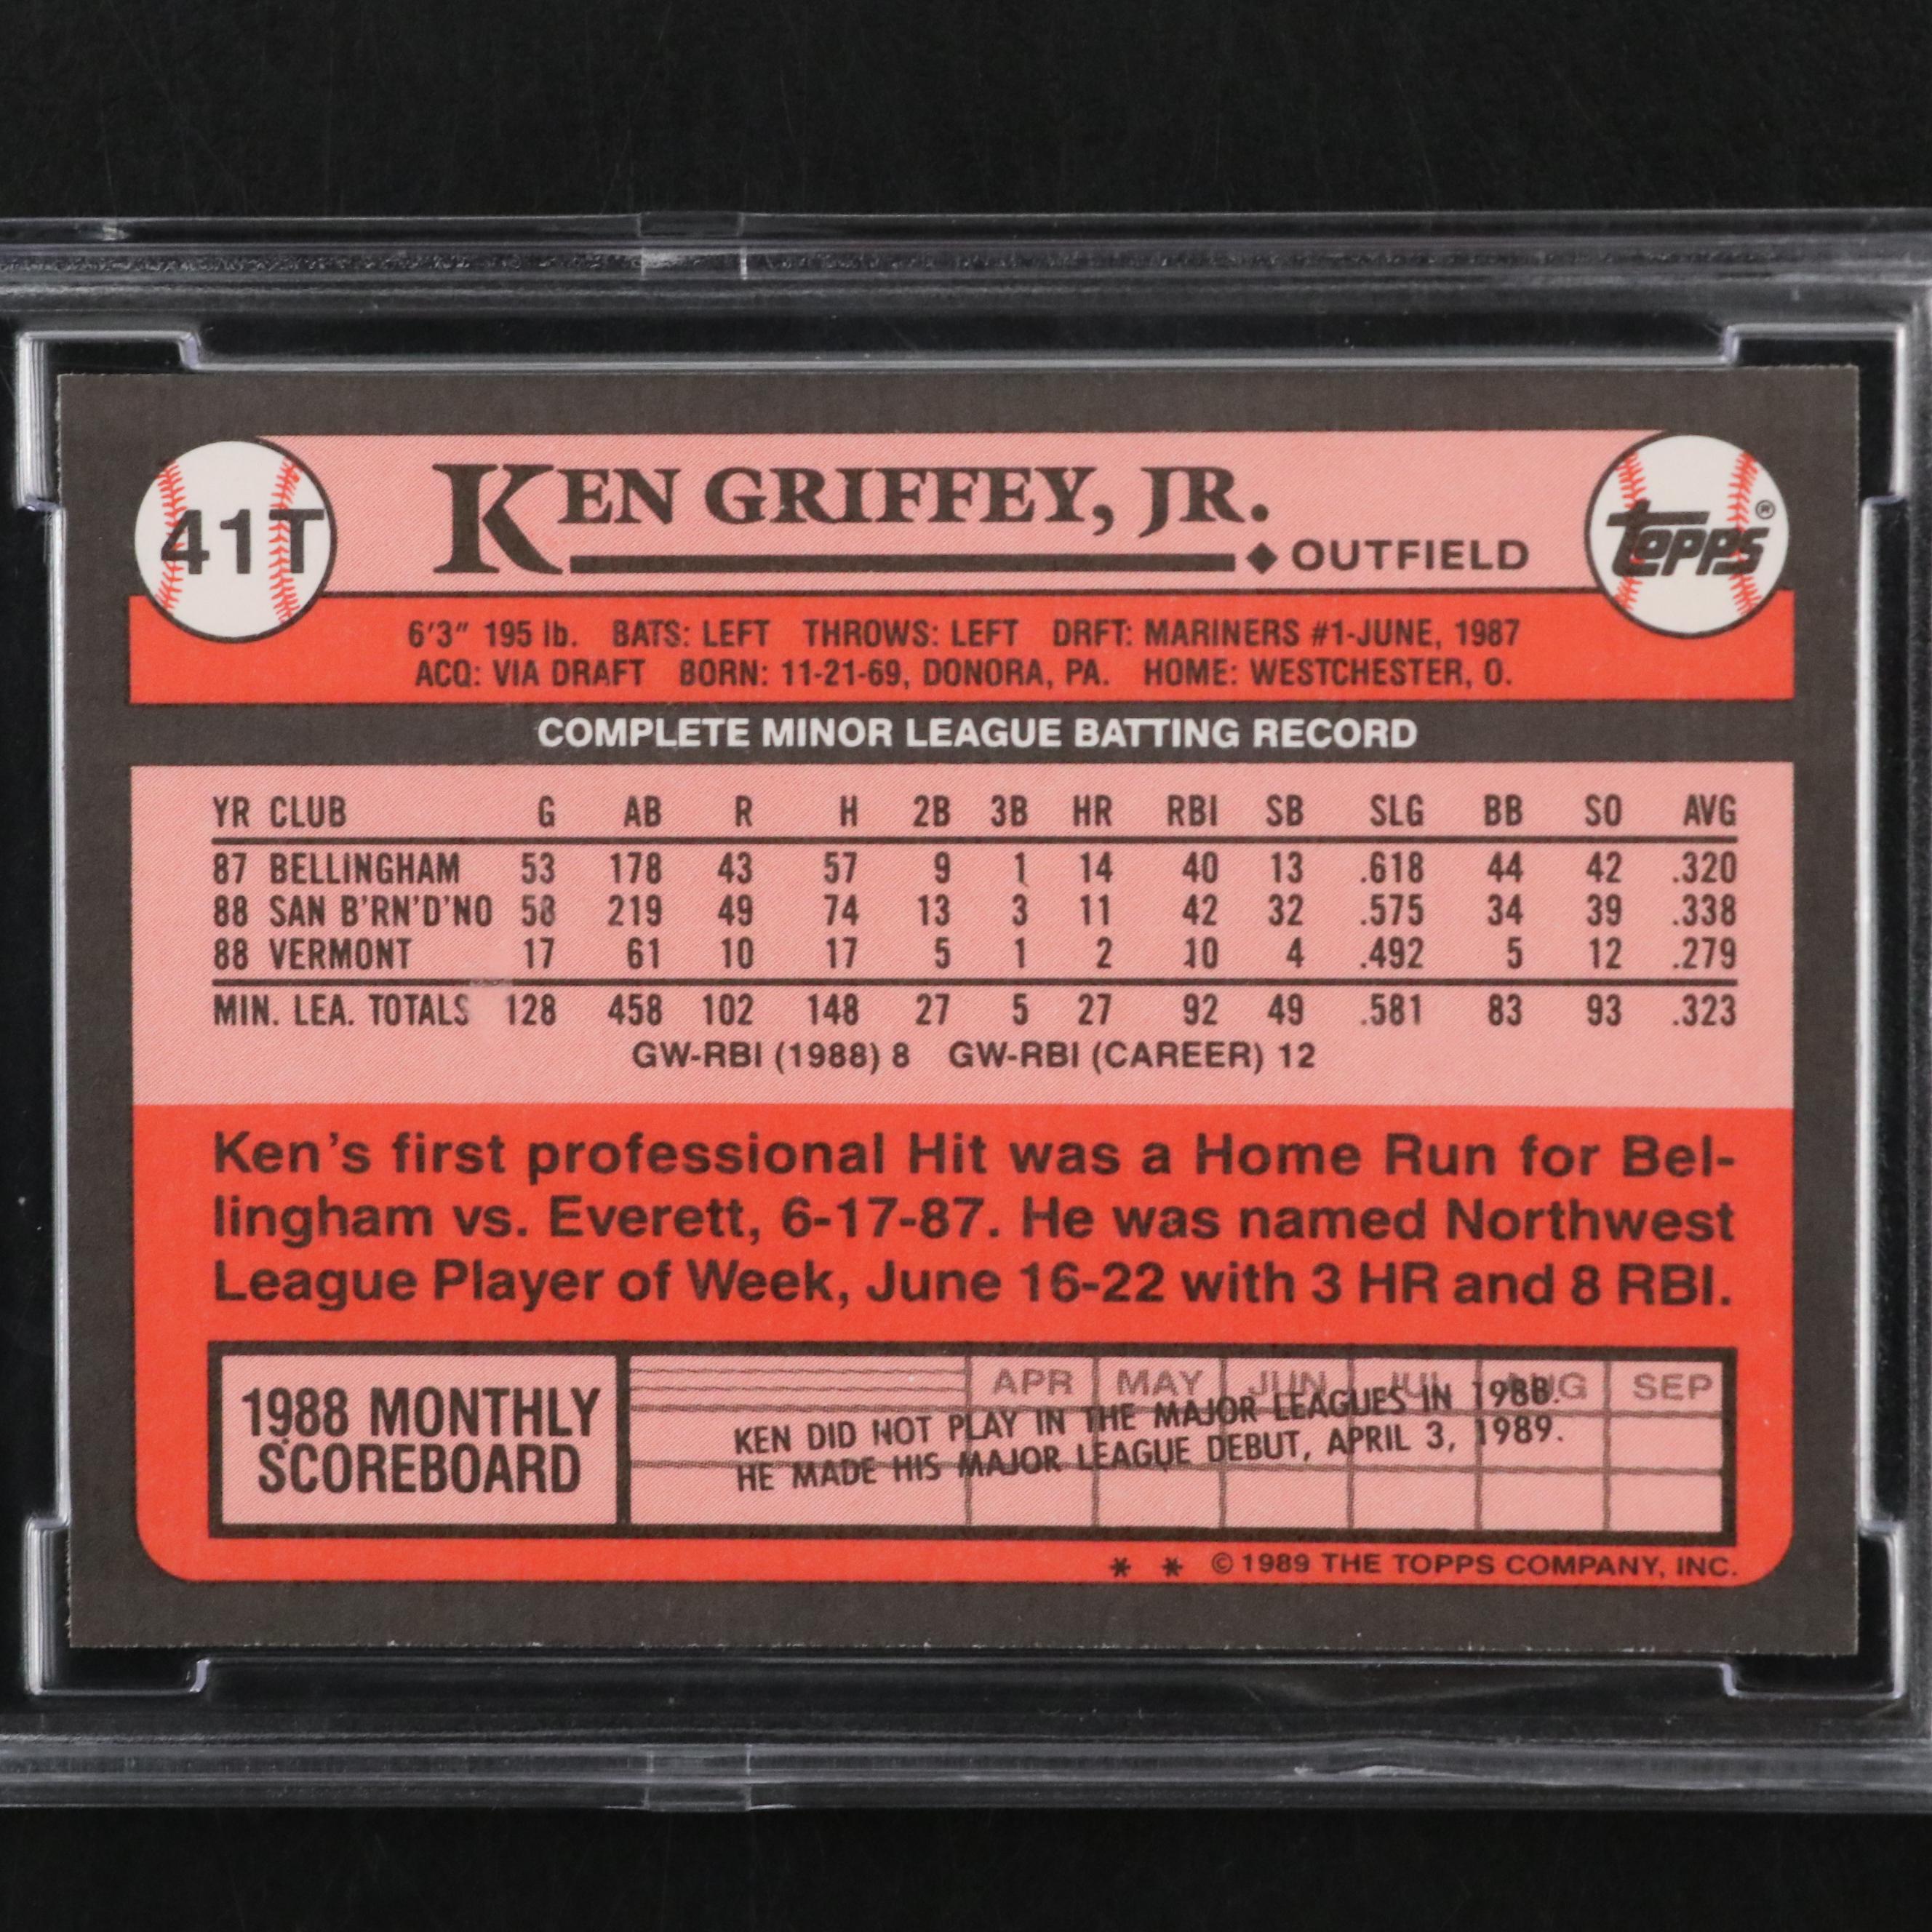 41T
KEN GRIFFEY, JR.
◆ OUTFIELD
Topps®
6'3" 195 lb. BATS: LEFT THROWS: LEFT DRFT: MARINERS #1-JUNE, 1987
ACQ: VIA DRAFT BORN: 11-21-69, DONORA, PA. HOME: WESTCHESTER, O.
COMPLETE MINOR LEAGUE BATTING RECORD
YR CLUB G AB R H 2B 3B HR RBI SB SLG BB SO AVG
87 BELLINGHAM 53 178 43 57 9 1 14 40 13 .618 44 42 .320
88 SAN B'RN'D'NO 58 219 49 74 13 3 11 42 32 .575 34 39 .338
88 VERMONT 17 61 10 17 5 1 2 10 4 .492 5 12 .279
MIN. LEA. TOTALS 128 458 102 148 27 5 27 92 49 .581 83 93 .323
GW-RBI (1988) 8 GW-RBI (CAREER) 12
Ken's first professional Hit was a Home Run for Bel-
lingham vs. Everett, 6-17-87. He was named Northwest
League Player of Week, June 16-22 with 3 HR and 8 RBI.
1988 MONTHLY
SCOREBOARD
APR MAY JUN JUL AUG SEP
KEN DID NOT PLAY IN THE MAJOR LEAGUES IN 1988.
HE MADE HIS MAJOR LEAGUE DEBUT, APRIL 3, 1989.
* * © 1989 THE TOPPS COMPANY, INC.